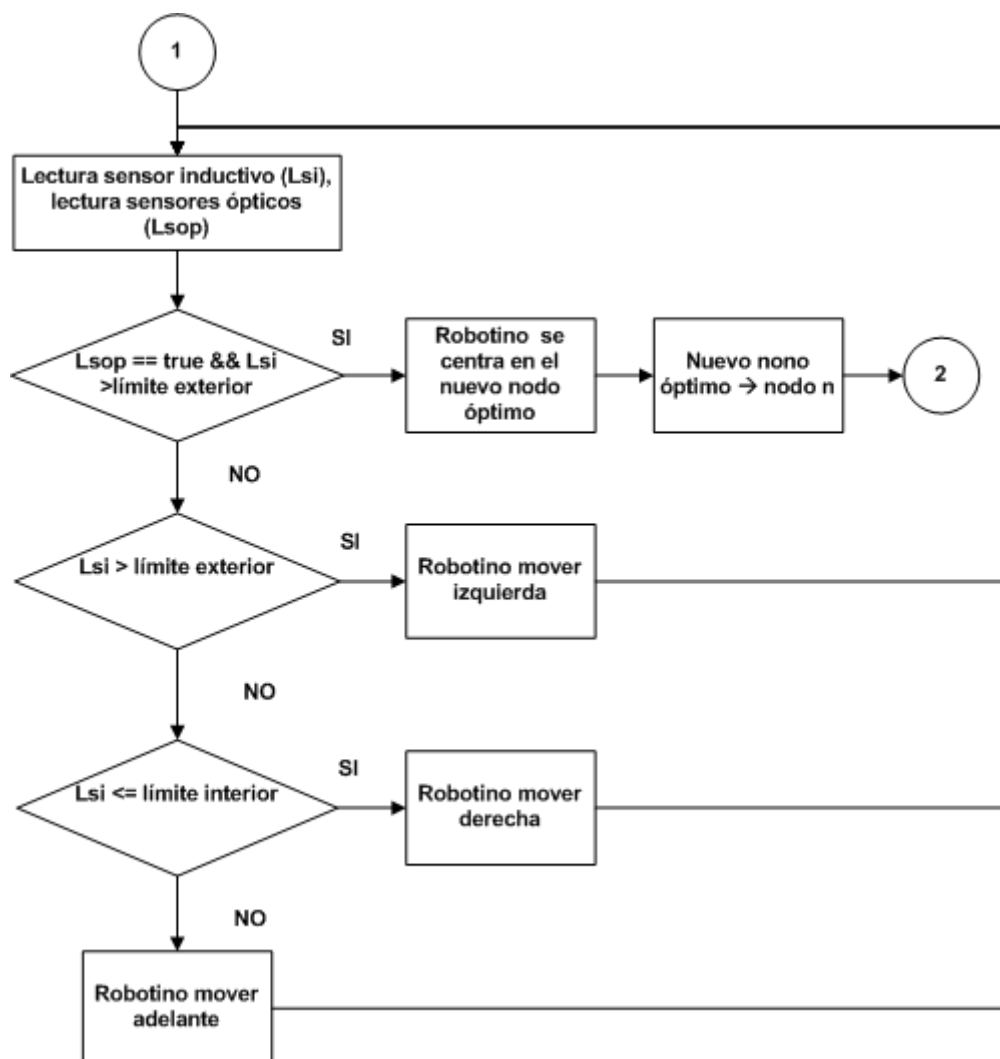 1
Lectura sensor inductivo (Lsi),
lectura sensores ópticos
(Lsop)
Lsop == true && Lsi
>límite exterior
SI
Robotino se
centra en el
nuevo nodo
óptimo
Nuevo nono
óptimo → nodo n
2
NO
Lsi > límite exterior
SI
Robotino mover
izquierda
NO
Lsi <= límite interior
SI
Robotino mover
derecha
NO
Robotino mover
adelante